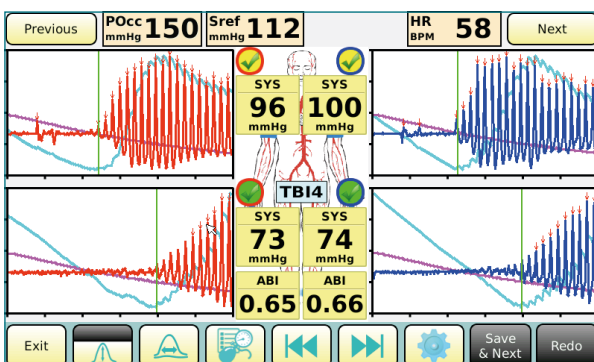 Previous
POcc mmHg 150
Sref mmHg 112
HR BPM 58
Next
SYS SYS
96 100
mmHg mmHg
TBI4
SYS SYS
73 74
mmHg mmHg
ABI ABI
0.65 0.66
Exit
Save & Next
Redo